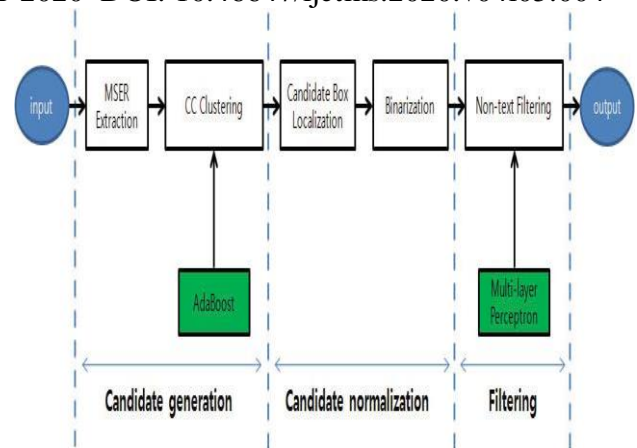 input
MSER
Extraction
CC Clustering
Candidate Box
Localization
Binarization
Non-text Filtering
output
AdaBoost
Multi-layer
Perceptron
Candidate generation
Candidate normalization
Filtering